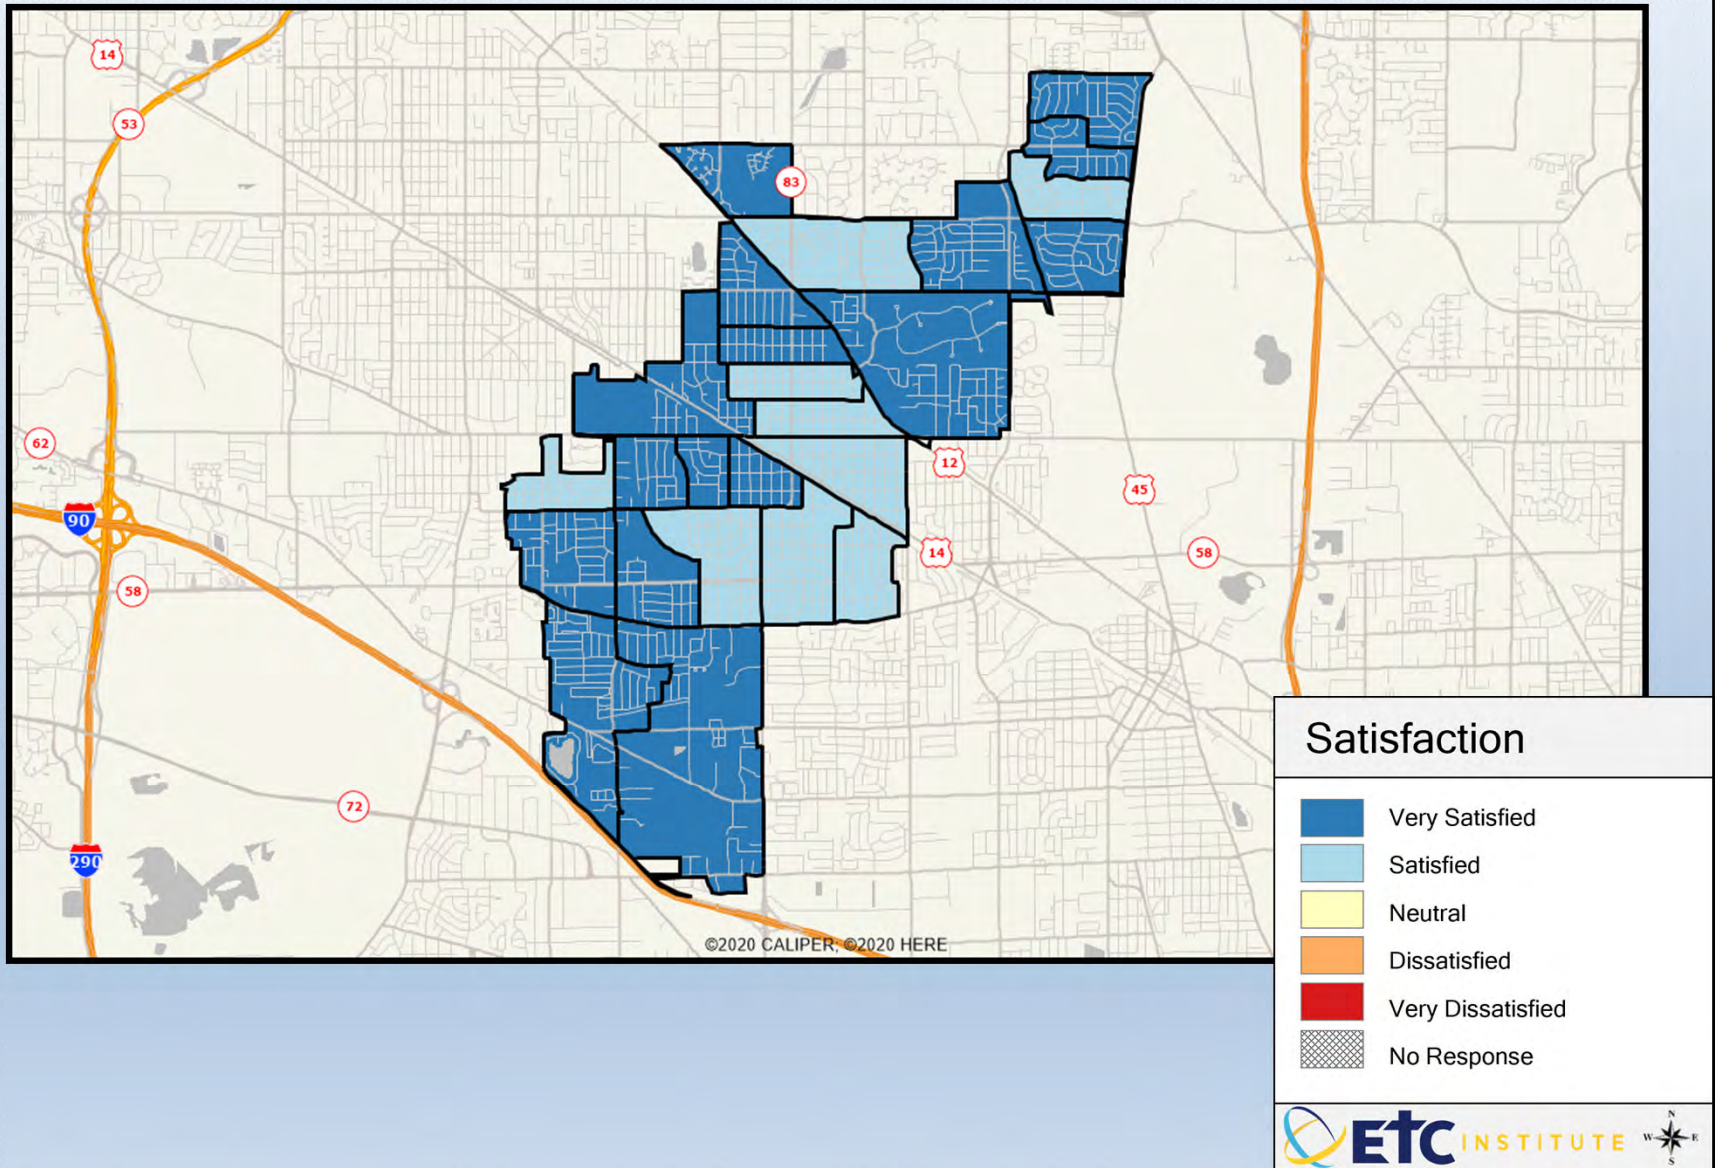 14
53
83
62
12
45
90
14
58
58
72
290
©2020 CALIPER; ©2020 HERE
Satisfaction
Very Satisfied
Satisfied
Neutral
Dissatisfied
Very Dissatisfied
No Response
ETC INSTITUTE
N
W E
S